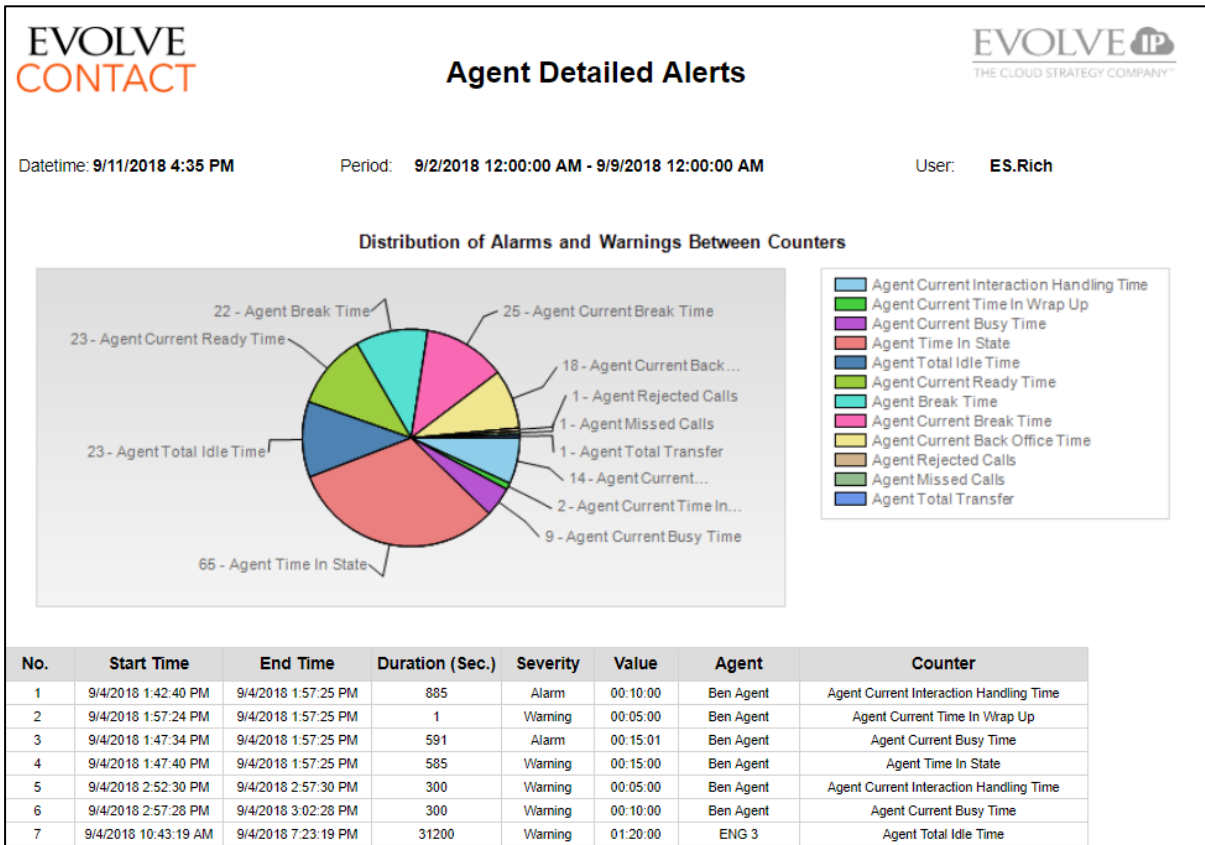 EVOLVE
CONTACT
Agent Detailed Alerts
EVOLVE IP
THE CLOUD STRATEGY COMPANY™
Datetime: 9/11/2018 4:35 PM Period: 9/2/2018 12:00:00 AM - 9/9/2018 12:00:00 AM User: ES.Rich
Distribution of Alarms and Warnings Between Counters
22 - Agent Break Time
25 - Agent Current Break Time
23 - Agent Current Ready Time
18 - Agent Current Back...
1 - Agent Rejected Calls
1 - Agent Missed Calls
23 - Agent Total Idle Time
1 - Agent Total Transfer
14 - Agent Current...
2 - Agent Current Time In...
9 - Agent Current Busy Time
65 - Agent Time In State
Agent Current Interaction Handling Time
Agent Current Time In Wrap Up
Agent Current Busy Time
Agent Time In State
Agent Total Idle Time
Agent Current Ready Time
Agent Break Time
Agent Current Break Time
Agent Current Back Office Time
Agent Rejected Calls
Agent Missed Calls
Agent Total Transfer
No. Start Time End Time Duration (Sec.) Severity Value Agent Counter
1 9/4/2018 1:42:40 PM 9/4/2018 1:57:25 PM 885 Alarm 00:10:00 Ben Agent Agent Current Interaction Handling Time
2 9/4/2018 1:57:24 PM 9/4/2018 1:57:25 PM 1 Warning 00:05:00 Ben Agent Agent Current Time In Wrap Up
3 9/4/2018 1:47:34 PM 9/4/2018 1:57:25 PM 591 Alarm 00:15:01 Ben Agent Agent Current Busy Time
4 9/4/2018 1:47:40 PM 9/4/2018 1:57:25 PM 585 Warning 00:15:00 Ben Agent Agent Time In State
5 9/4/2018 2:52:30 PM 9/4/2018 2:57:30 PM 300 Warning 00:05:00 Ben Agent Agent Current Interaction Handling Time
6 9/4/2018 2:57:28 PM 9/4/2018 3:02:28 PM 300 Warning 00:10:00 Ben Agent Agent Current Busy Time
7 9/4/2018 10:43:19 AM 9/4/2018 7:23:19 PM 31200 Warning 01:20:00 ENG 3 Agent Total Idle Time